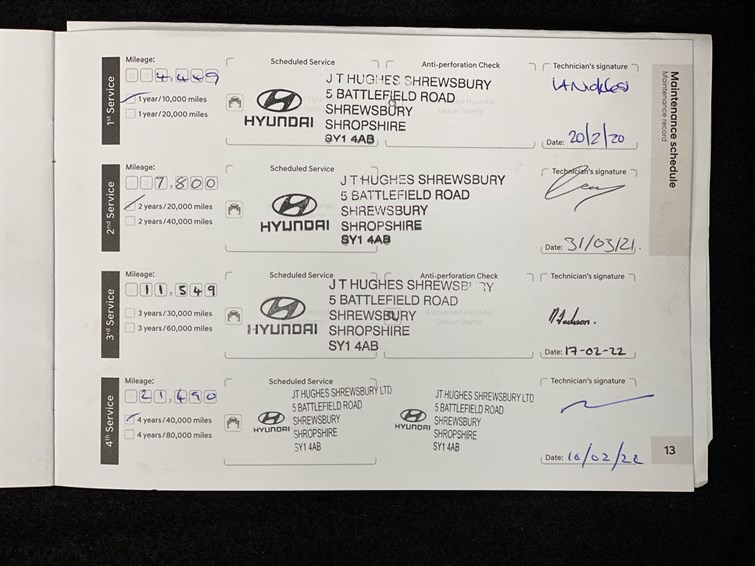 Maintenance schedule
Maintenance record
1st Service
Mileage:
004,449
1 year/10,000 miles
1 year/20,000 miles
Scheduled Service
Anti-perforation Check
HYUNDAI
J T HUGHES SHREWSBURY
5 BATTLEFIELD ROAD
SHREWSBURY
SHROPSHIRE
SY1 4AB
Technician's signature
Date: 20/2/20
2nd Service
Mileage:
7,800
2 years/20,000 miles
2 years/40,000 miles
Scheduled Service
HYUNDAI
J T HUGHES SHREWSBURY
5 BATTLEFIELD ROAD
SHREWSBURY
SHROPSHIRE
SY1 4AB
Technician's signature
Date: 31/03/21.
3rd Service
Mileage:
11,549
3 years/30,000 miles
3 years/60,000 miles
Scheduled Service
Anti-perforation Check
HYUNDAI
J T HUGHES SHREWSBURY
5 BATTLEFIELD ROAD
SHREWSBURY
SHROPSHIRE
SY1 4AB
Technician's signature
Date: 17-02-22
4th Service
Mileage:
21,490
4 years/40,000 miles
4 years/80,000 miles
HYUNDAI
JT HUGHES SHREWSBURY LTD
5 BATTLEFIELD ROAD
SHREWSBURY
SHROPSHIRE
SY1 4AB
HYUNDAI
JT HUGHES SHREWSBURY LTD
5 BATTLEFIELD ROAD
SHREWSBURY
SHROPSHIRE
SY1 4AB
Scheduled Service
Technician's signature
Date: 16/02/22
13